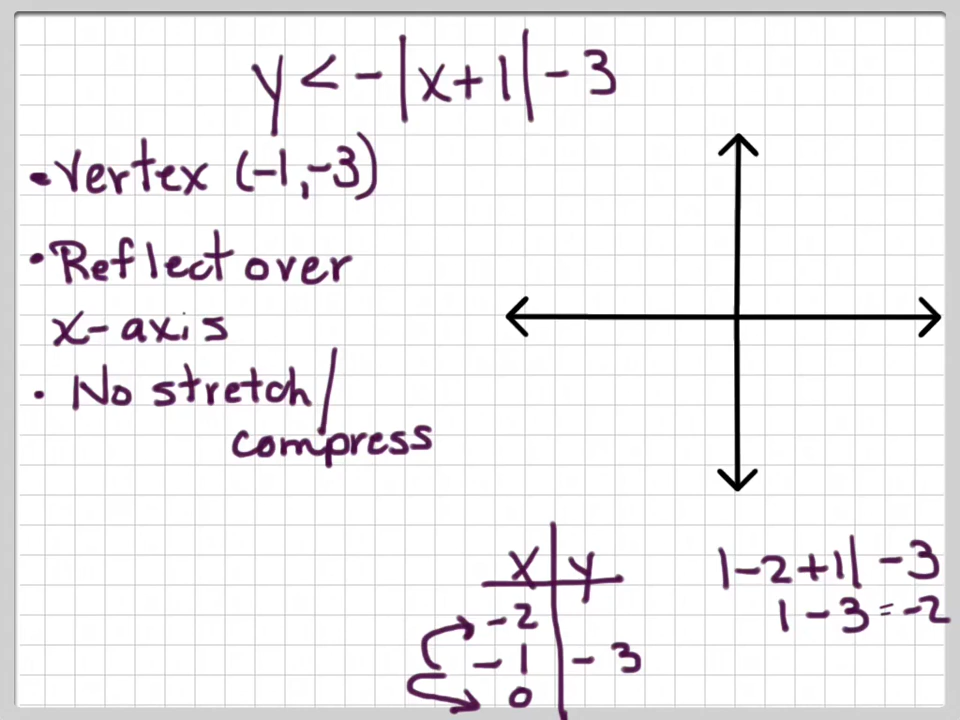 y < -|x+1| - 3
• Vertex (-1, -3)
• Reflect over
x-axis
• No stretch/
compress
x | y
-2 |
-1 | -3
0 |
|-2+1| - 3
1 - 3 = -2